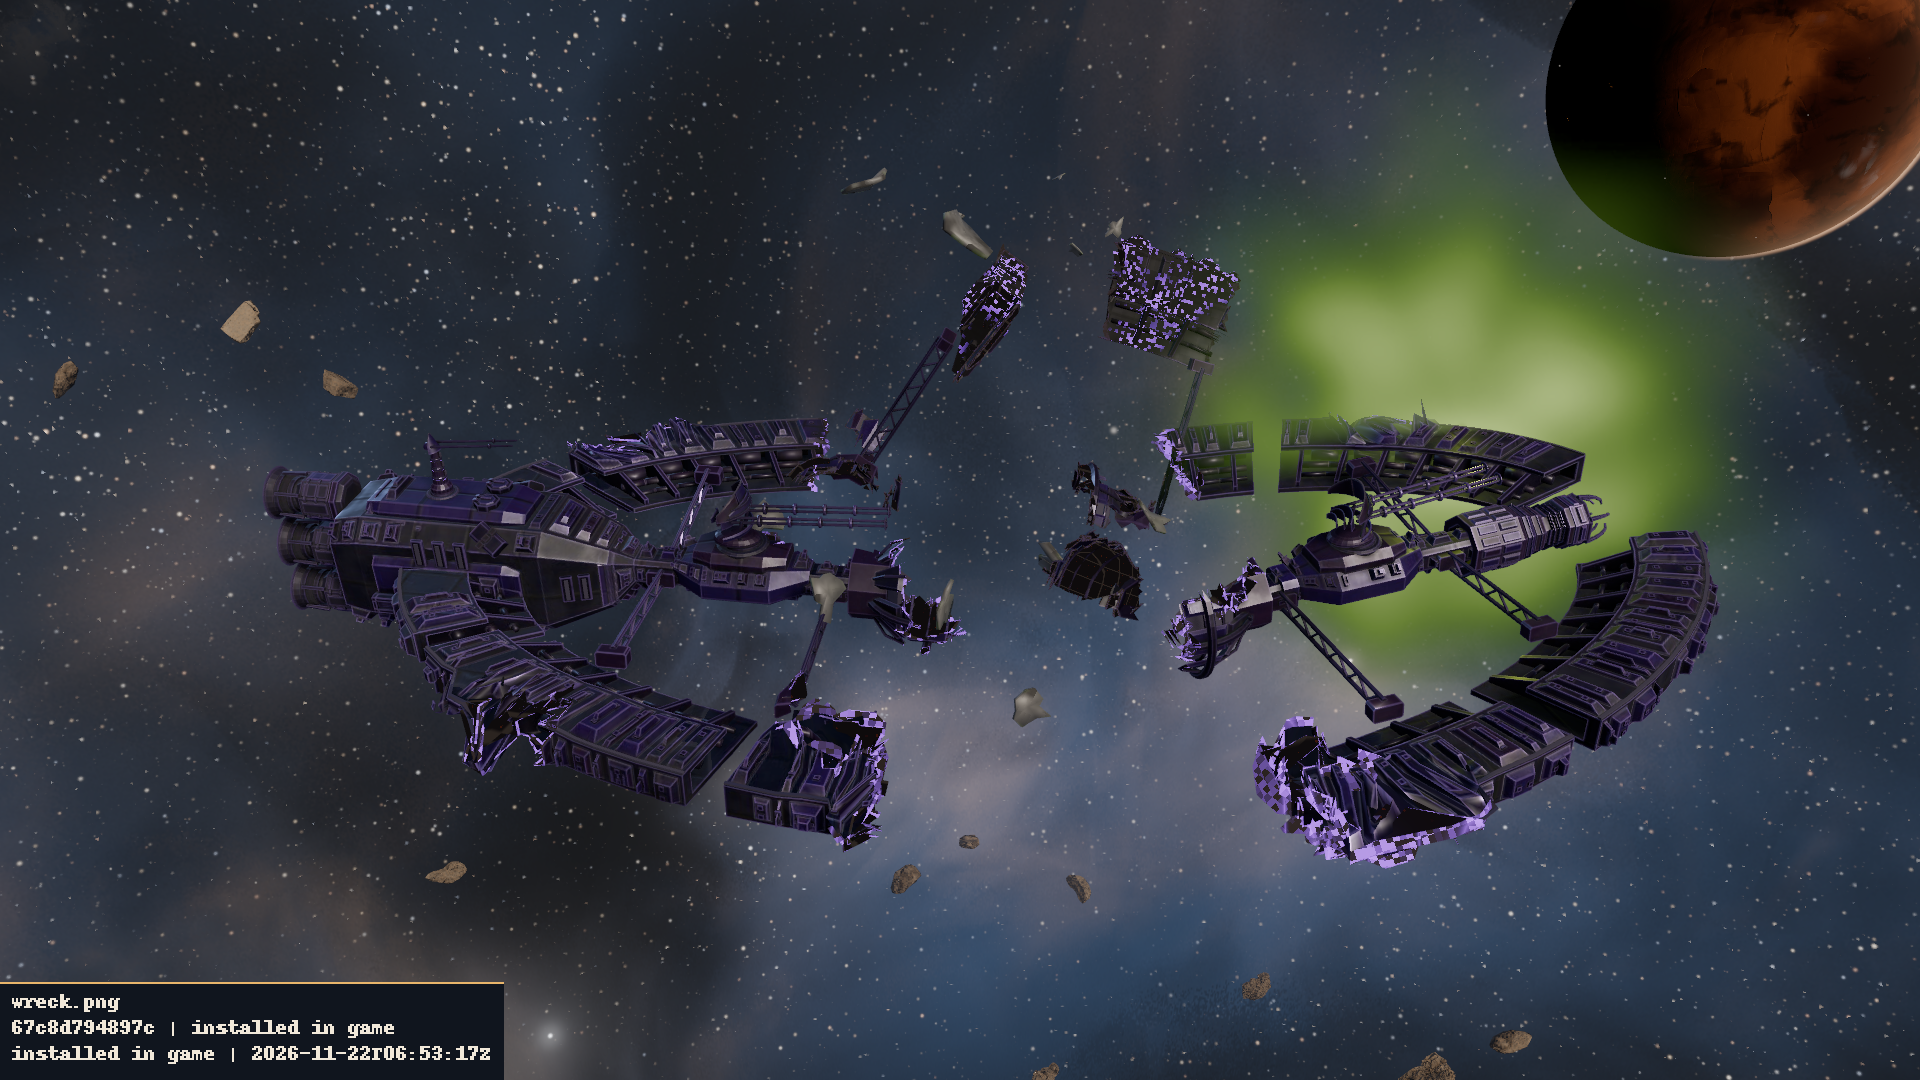 wreck.png
67c8d794897c | installed in game
installed in game | 2026-11-22T06:53:17Z